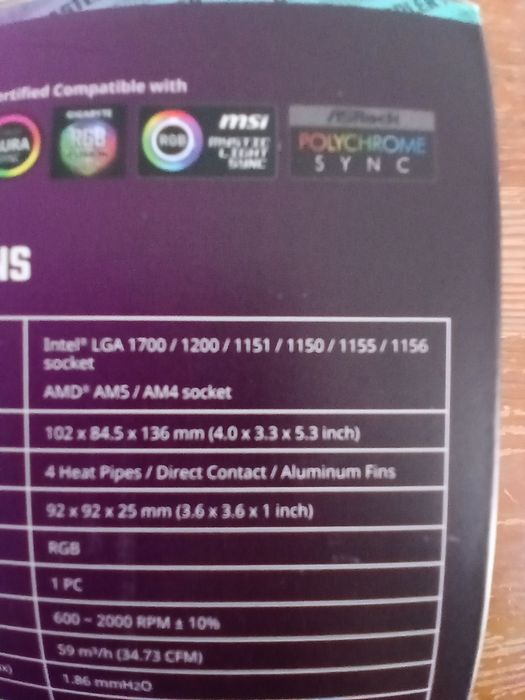 ertified Compatible with
URA
GIGABYTE
RGB
RGB
msi
MYSTIC
LIGHT
SYNC
ASRock
POLYCHROME
SYNC
NS
Intel® LGA 1700 / 1200 / 1151 / 1150 / 1155 / 1156
socket
AMD® AM5 / AM4 socket
102 x 84.5 x 136 mm (4.0 x 3.3 x 5.3 inch)
4 Heat Pipes / Direct Contact / Aluminum Fins
92 x 92 x 25 mm (3.6 x 3.6 x 1 inch)
RGB
1 PC
600 ~ 2000 RPM ± 10%
59 m³/h (34.73 CFM)
1.86 mmH2O